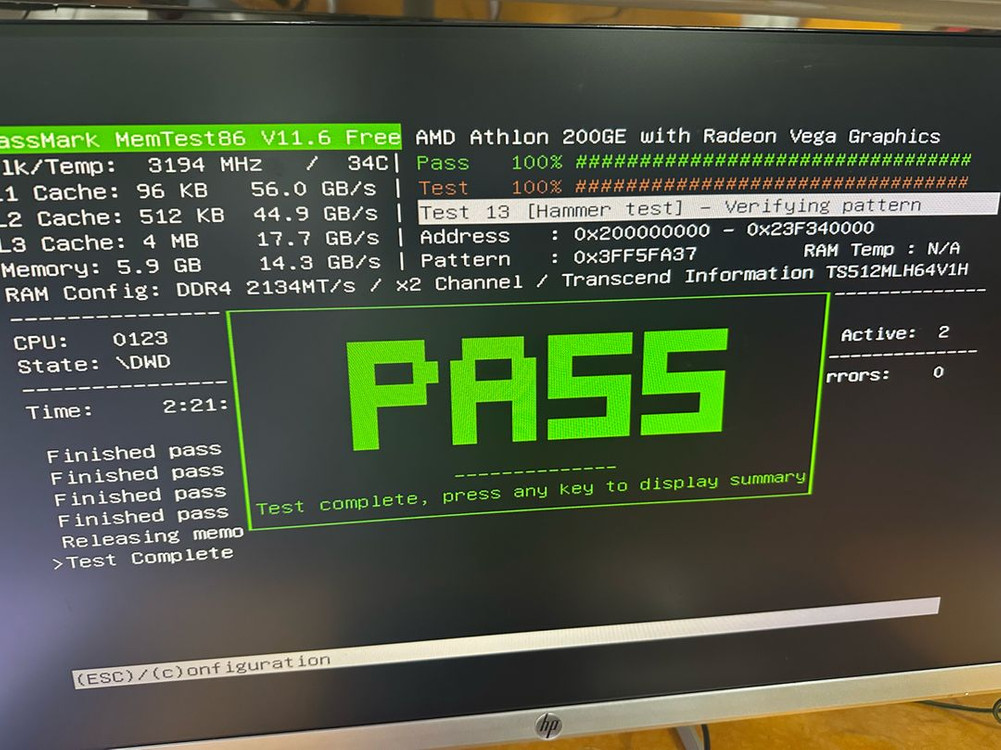 assMark MemTest86 V11.6 Free AMD Athlon 200GE with Radeon Vega Graphics
lk/Temp: 3194 MHz / 34C| Pass 100% ###################################
L1 Cache: 96 KB 56.0 GB/s | Test 100% ###################################
L2 Cache: 512 KB 44.9 GB/s | Test 13 [Hammer test] - Verifying pattern
L3 Cache: 4 MB 17.7 GB/s | Address : 0x200000000 - 0x23F340000
Memory: 5.9 GB 14.3 GB/s | Pattern : 0x3FF5FA37 RAM Temp : N/A
RAM Config: DDR4 2134MT/s / x2 Channel / Transcend Information TS512MLH64V1H
CPU: 0123 Active: 2
State: \DWD
rrors: 0
Time: 2:21:
PASS
Finished pass
Finished pass
Finished pass
Finished pass
Test complete, press any key to display summary
Releasing memo
>Test Complete
(ESC)/(c)onfiguration
hp